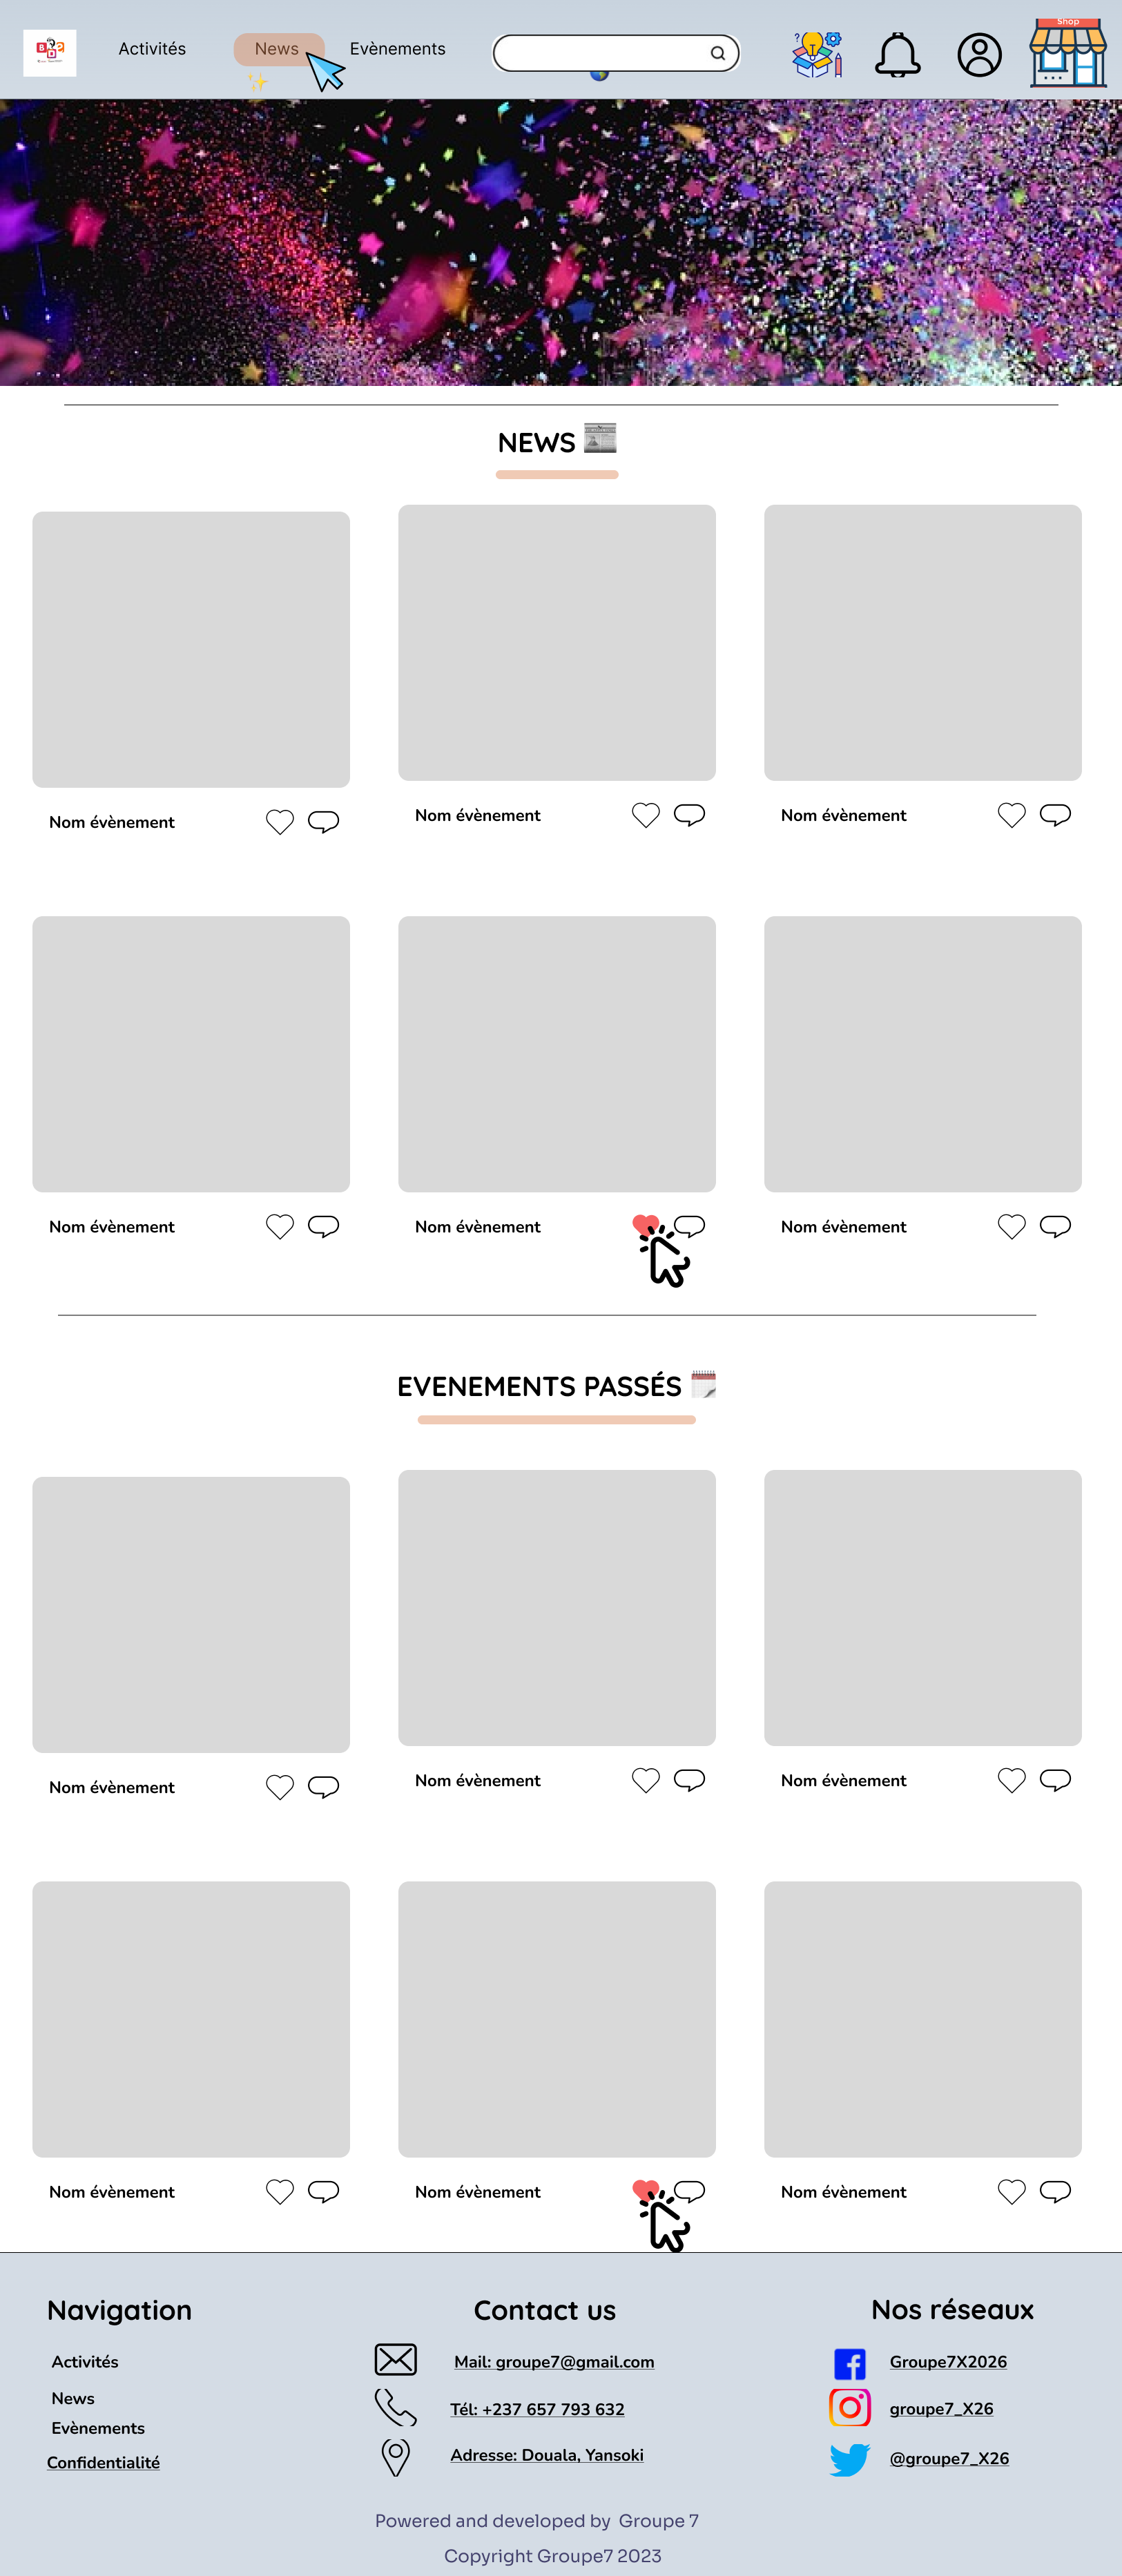 Activités
News
Evènements
Shop
NEWS
Nom évènement
Nom évènement
Nom évènement
Nom évènement
Nom évènement
Nom évènement
EVENEMENTS PASSÉS
Nom évènement
Nom évènement
Nom évènement
Nom évènement
Nom évènement
Nom évènement
Navigation
Activités
News
Evènements
Confidentialité
Contact us
Mail: groupe7@gmail.com
Tél: +237 657 793 632
Adresse: Douala, Yansoki
Nos réseaux
Groupe7X2026
groupe7_X26
@groupe7_X26
Powered and developed by Groupe 7
Copyright Groupe7 2023